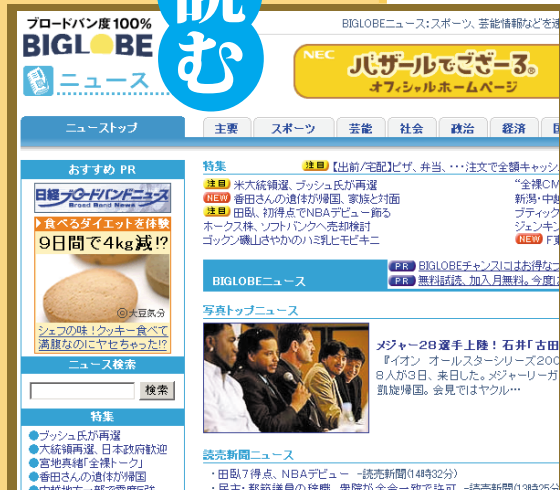 読む
ブロードバン度100%
BIGLOBE
ニュース
BIGLOBEニュース:スポーツ、芸能情報などを速
NEC
バザールでござーる。
オフィシャルホームページ
ニューストップ
主要
スポーツ
芸能
社会
政治
経済
おすすめ PR
日経ブロードバンドニュース
Broad Band News
食べるダイエットを体験
9日間で4kg減!?
©大豆気分
シェフの味!クッキー食べて
満腹なのにヤセちゃった!?
ニュース検索
検索
特集
●ブッシュ氏が再選
●大統領再選、日本政府歓迎
●宮地真緒「全裸トーク」
●香田さんの遺体が帰国
特集
注目 【出前/宅配】ピザ、弁当、・・・注文で全額キャッシ
注目 米大統領選、ブッシュ氏が再選
NEW 香田さんの遺体が帰国、家族と対面
注目 田臥、初得点でNBAデビュー飾る
ホークス株、ソフトバンクへ売却検討
ゴックン磯山さやかのハミ乳ヒモビキニ
“全裸CM
新潟・中越
ブティック
ジェンキン
NEW F東
BIGLOBEニュース
PR BIGLOBEチャンスにはお得なプ
PR 無料試読、加入月無料。今度に
写真トップニュース
メジャー28選手上陸!石井「古田
『イオン オールスターシリーズ200
8人が3日、来日した。メジャーリーガ
凱旋帰国。会見ではヤクル…
読売新聞ニュース
・田臥7得点、NBAデビュー -読売新聞(14時32分)